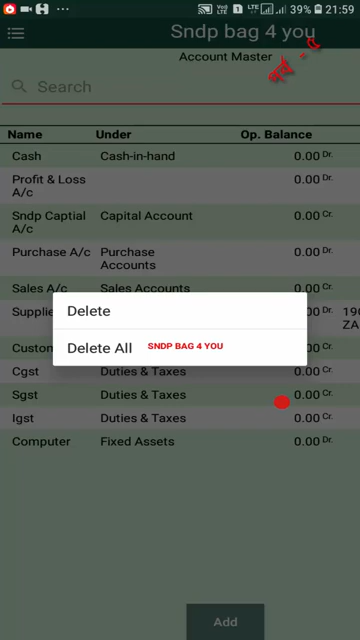 39% 21:59
Sndp bag 4 you
Account Master
Search
Name Under Op. Balance
Cash Cash-in-hand 0.00 Dr.
Profit & Loss A/c 0.00 Dr.
Sndp Captial A/c Capital Account 0.00 Cr.
Purchase A/c Purchase Accounts 0.00 Dr.
Sales A/c Sales Accounts
Delete
Delete All SNDP BAG 4 YOU
Cgst Duties & Taxes 0.00 Cr.
Sgst Duties & Taxes 0.00 Cr.
Igst Duties & Taxes 0.00 Cr.
Computer Fixed Assets 0.00 Cr.
Add